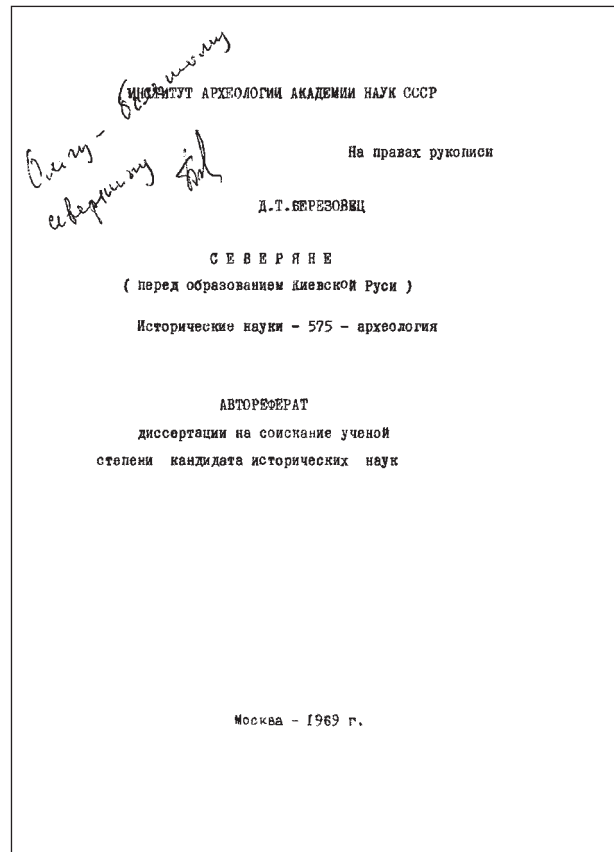 Олегу - большому
северянину
ИНСТИТУТ АРХЕОЛОГИИ АКАДЕМИИ НАУК СССР
На правах рукописи
Д.Т.БЕРЕЗОВЕЦ
С Е В Е Р Я Н Е
( перед образованием Киевской Руси )
Исторические науки - 575 - археология
АВТОРЕФЕРАТ
диссертации на соискание ученой
степени кандидата исторических наук
Москва - 1969 г.